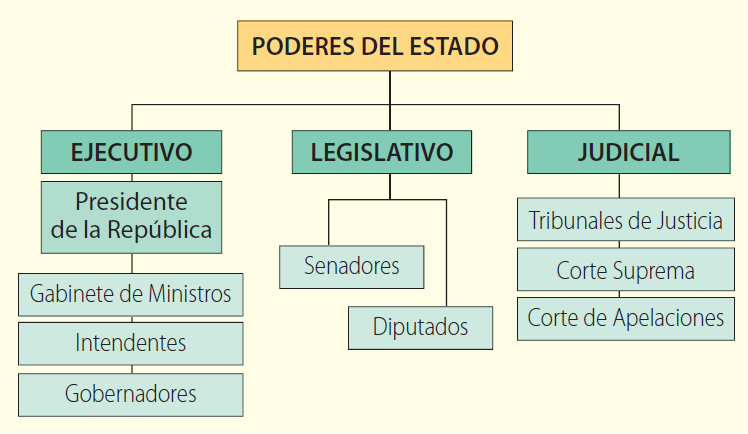 PODERES DEL ESTADO
EJECUTIVO
Presidente
de la República
Gabinete de Ministros
Intendentes
Gobernadores
LEGISLATIVO
Senadores
Diputados
JUDICIAL
Tribunales de Justicia
Corte Suprema
Corte de Apelaciones